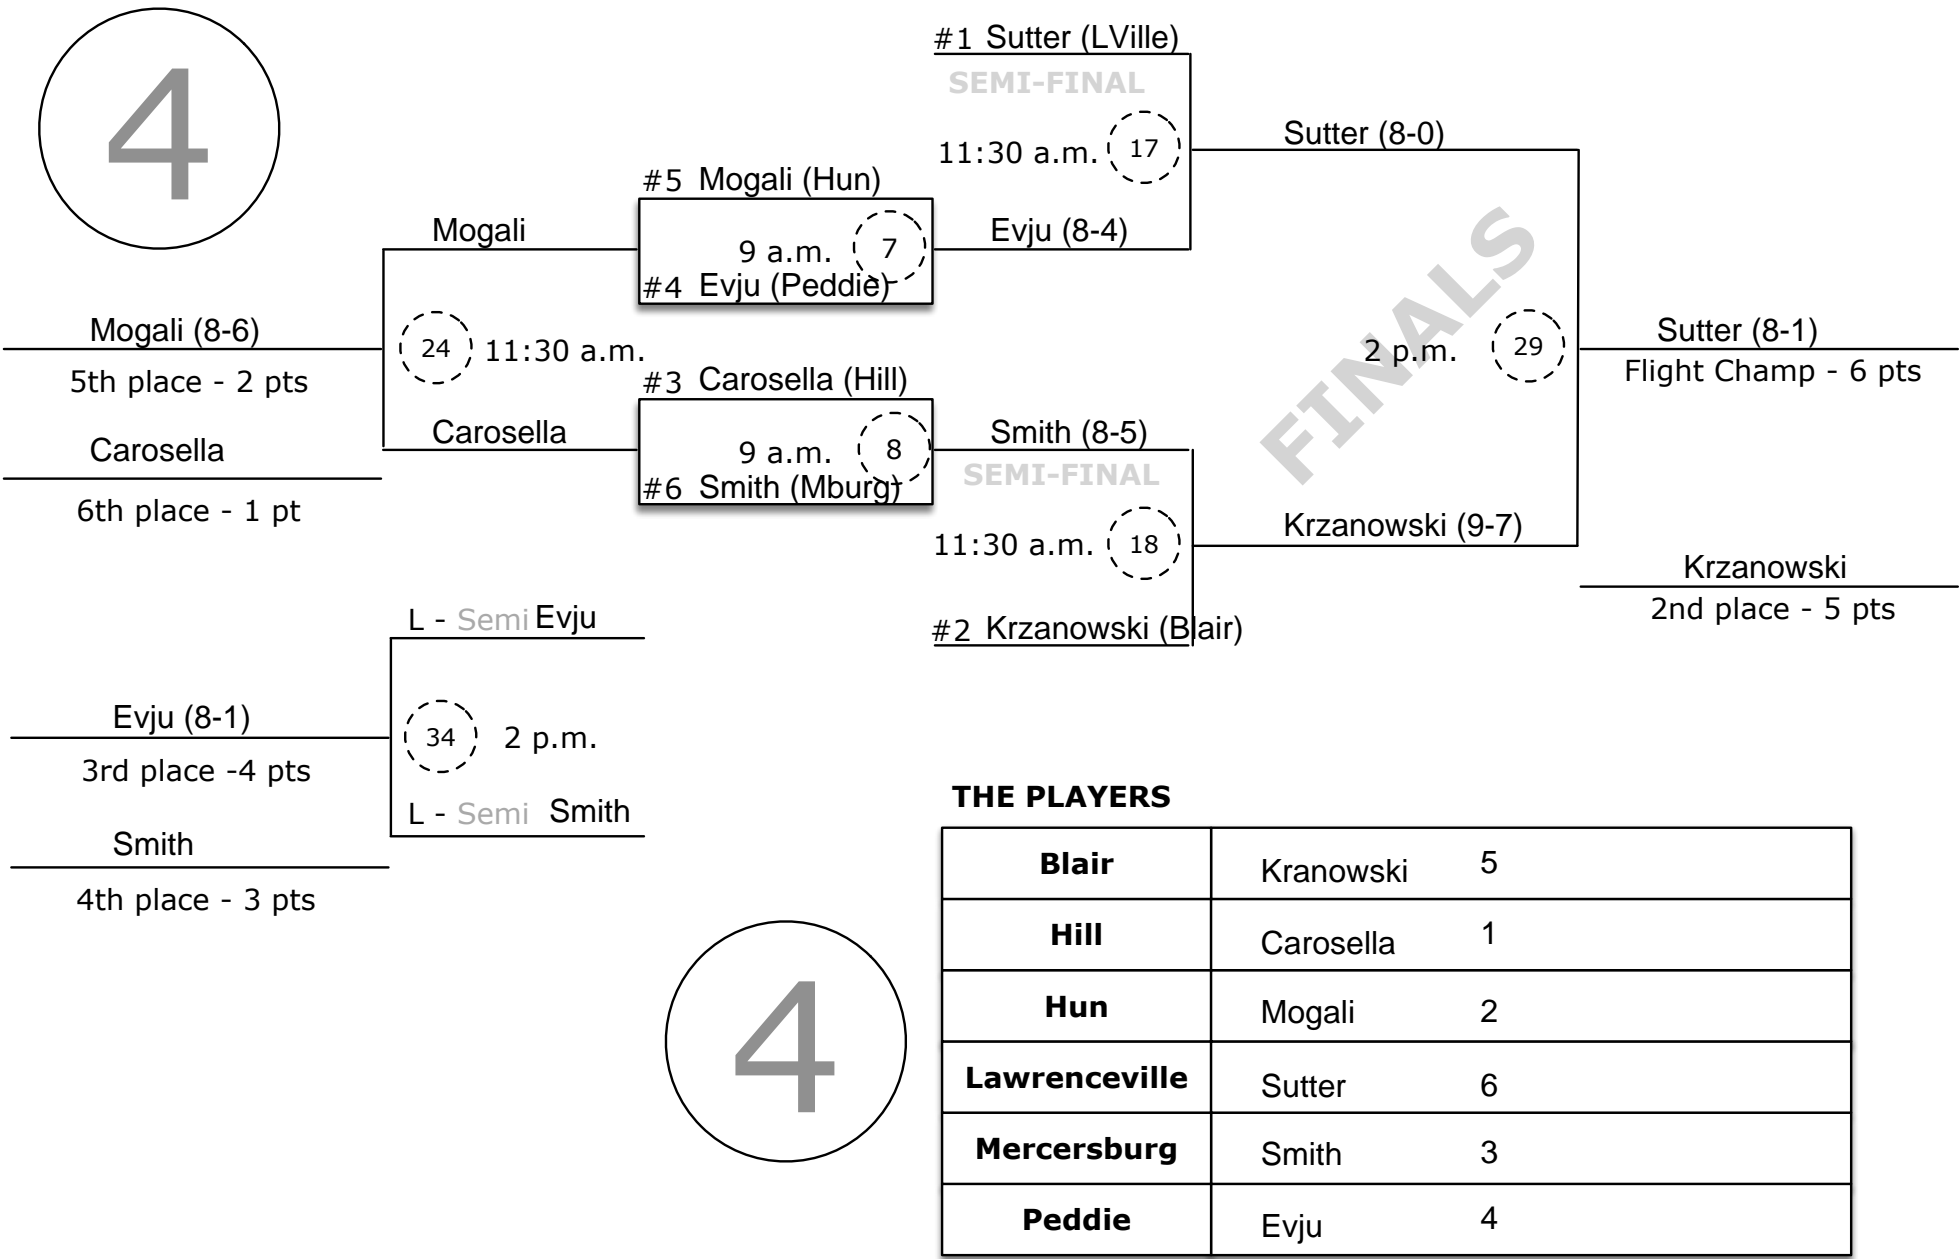 4
#1 Sutter (LVille)
SEMI-FINAL
11:30 a.m. 17
Sutter (8-0)
#5 Mogali (Hun)
Mogali
9 a.m. 7
Evju (8-4)
#4 Evju (Peddie)
Mogali (8-6)
5th place - 2 pts
24 11:30 a.m.
FINALS
2 p.m. 29
Sutter (8-1)
Flight Champ - 6 pts
#3 Carosella (Hill)
Carosella
Carosella
6th place - 1 pt
9 a.m. 8
Smith (8-5)
#6 Smith (Mburg)
SEMI-FINAL
11:30 a.m. 18
Krzanowski (9-7)
#2 Krzanowski (Blair)
Krzanowski
2nd place - 5 pts
L - Semi Evju
Evju (8-1)
3rd place -4 pts
34 2 p.m.
L - Semi Smith
Smith
4th place - 3 pts
4
THE PLAYERS
Blair Kranowski 5
Hill Carosella 1
Hun Mogali 2
Lawrenceville Sutter 6
Mercersburg Smith 3
Peddie Evju 4